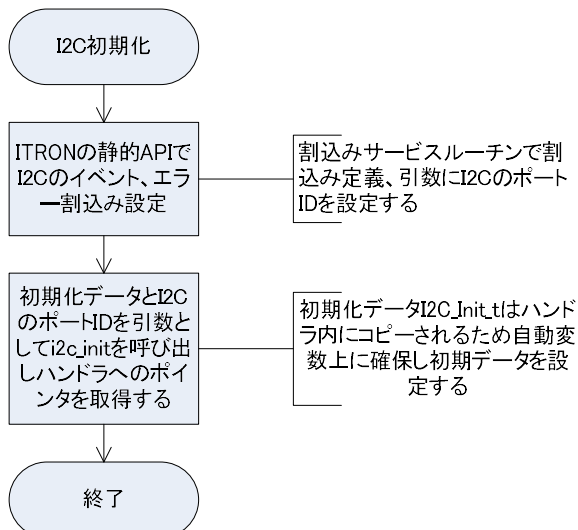 I2C初期化
ITRONの静的APIで
I2Cのイベント、エラ
ー割込み設定
割込みサービスルーチンで割
込み定義、引数にI2Cのポート
IDを設定する
初期化データとI2C
のポートIDを引数と
してi2c_initを呼び出
しハンドラへのポイ
ンタを取得する
初期化データI2C_Init_tはハンド
ラ内にコピーされるため自動変
数上に確保し初期データを設
定する
終了